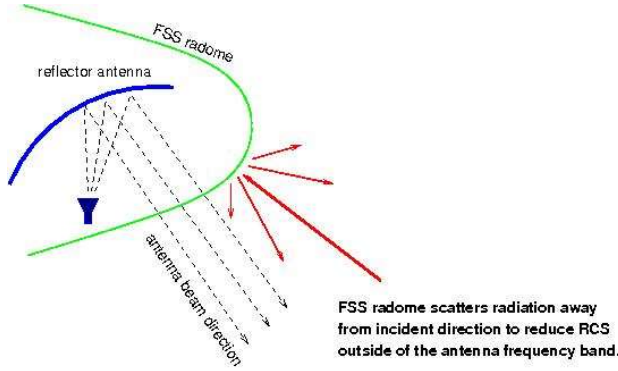 FSS radome
reflector antenna
antenna beam direction
FSS radome scatters radiation away
from incident direction to reduce RCS
outside of the antenna frequency band.